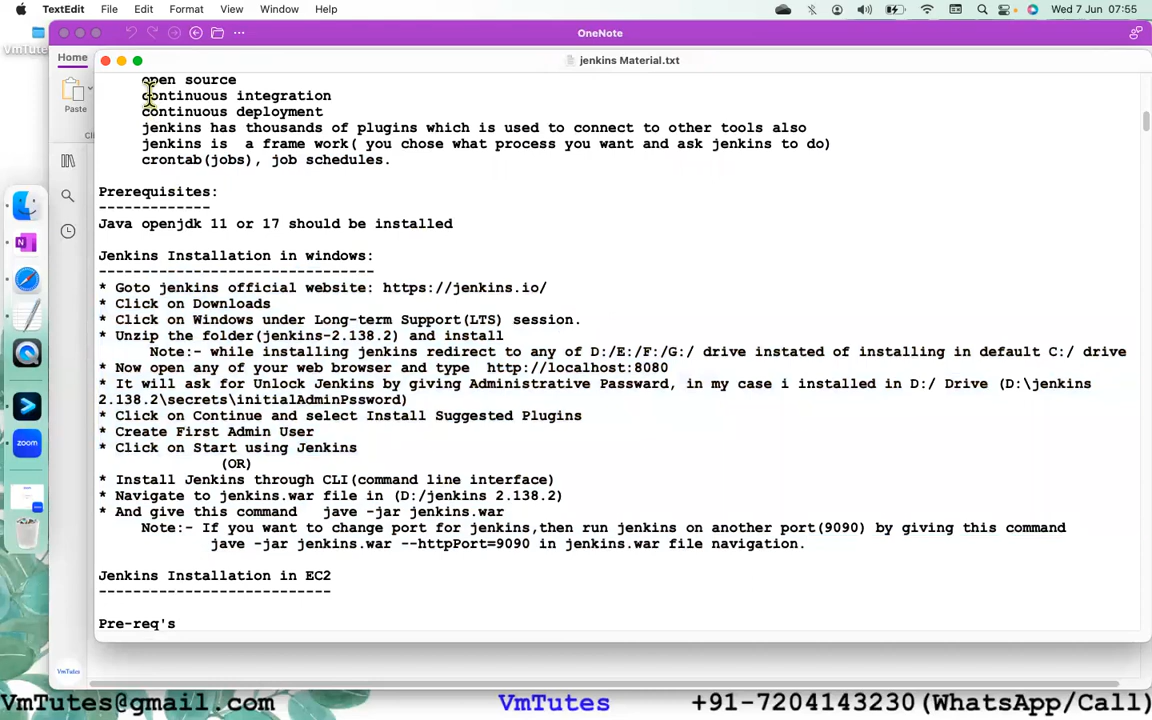 TextEdit File Edit Format View Window Help Wed 7 Jun 07:55
VmTute
OneNote
Home
jenkins Material.txt
Paste
open source
continuous integration
continuous deployment
jenkins has thousands of plugins which is used to connect to other tools also
jenkins is a frame work( you chose what process you want and ask jenkins to do)
crontab(jobs), job schedules.
Prerequisites:
-------------
Java openjdk 11 or 17 should be installed
Jenkins Installation in windows:
--------------------------------
* Goto jenkins official website: https://jenkins.io/
* Click on Downloads
* Click on Windows under Long-term Support(LTS) session.
* Unzip the folder(jenkins-2.138.2) and install
Note:- while installing jenkins redirect to any of D:/E:/F:/G:/ drive instated of installing in default C:/ drive
* Now open any of your web browser and type http://localhost:8080
* It will ask for Unlock Jenkins by giving Administrative Passward, in my case i installed in D:/ Drive (D:\jenkins
2.138.2\secrets\initialAdminPssword)
* Click on Continue and select Install Suggested Plugins
* Create First Admin User
* Click on Start using Jenkins
(OR)
* Install Jenkins through CLI(command line interface)
* Navigate to jenkins.war file in (D:/jenkins 2.138.2)
* And give this command jave -jar jenkins.war
Note:- If you want to change port for jenkins,then run jenkins on another port(9090) by giving this command
jave -jar jenkins.war --httpPort=9090 in jenkins.war file navigation.
Jenkins Installation in EC2
---------------------------
Pre-req's
zoom
VmTutes
VmTutes@gmail.com VmTutes +91-7204143230(WhatsApp/Call)